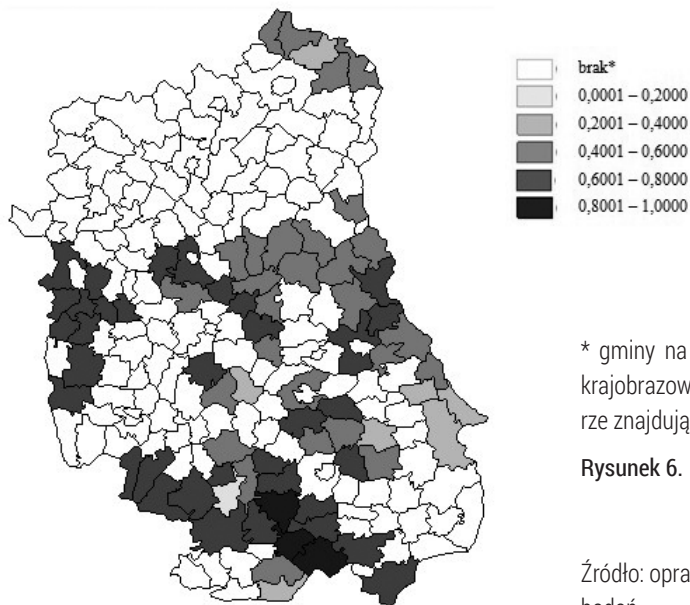 brak*
0,0001 – 0,2000
0,2001 – 0,4000
0,4001 – 0,6000
0,6001 – 0,8000
0,8001 – 1,0000
* gminy na
krajobrazow
rze znajdują
Rysunek 6.
Źródło: opra